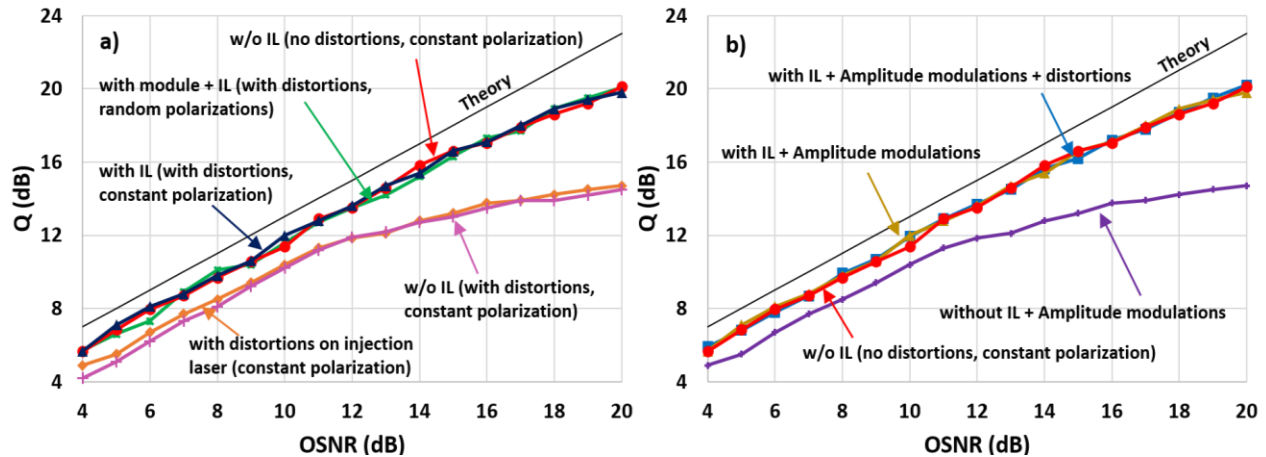 a)
w/o IL (no distortions, constant polarization)
with module + IL (with distortions,
random polarizations)
Theory
with IL (with distortions,
constant polarization)
w/o IL (with distortions,
constant polarization)
with distortions on injection
laser (constant polarization)
Q (dB)
24
20
16
12
8
4
4 6 8 10 12 14 16 18 20
OSNR (dB)
b)
Theory
with IL + Amplitude modulations + distortions
with IL + Amplitude modulations
without IL + Amplitude modulations
w/o IL (no distortions, constant polarization)
Q (dB)
24
20
16
12
8
4
4 6 8 10 12 14 16 18 20
OSNR (dB)